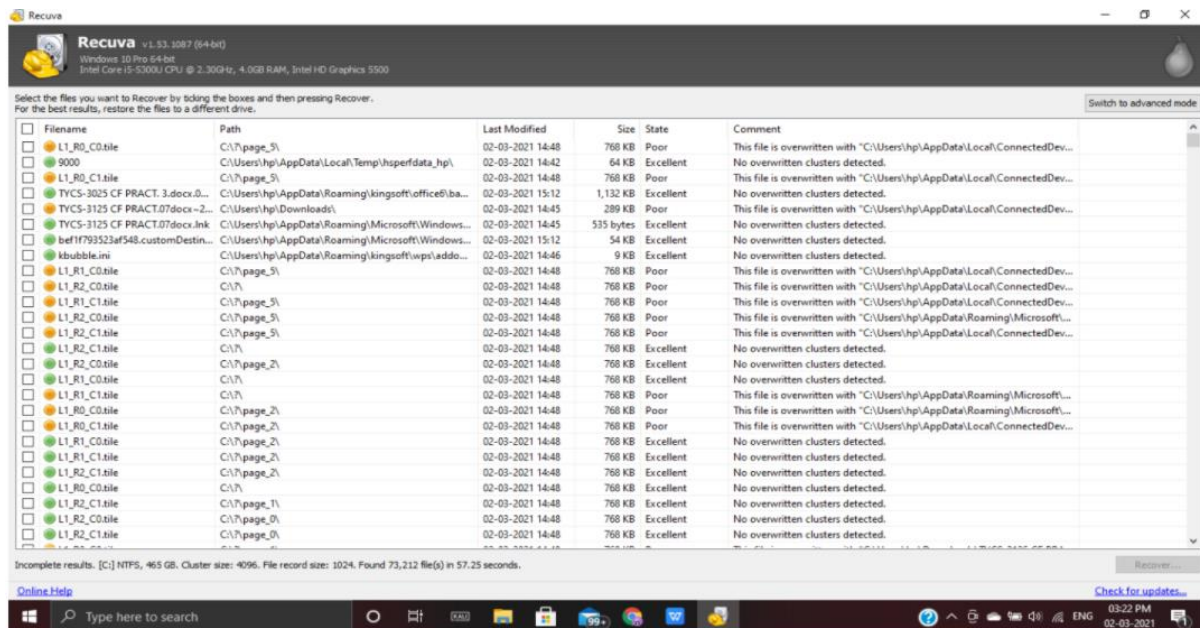 Recuva
Recuva v1.53.1087 (64-bit)
Windows 10 Pro 64-bit
Intel Core i5-5300U CPU @ 2.30GHz, 4.0GB RAM, Intel HD Graphics 5500
Select the files you want to Recover by ticking the boxes and then pressing Recover.
For the best results, restore the files to a different drive.
Switch to advanced mode
Filename Path Last Modified Size State Comment
L1_R0_C0.tile C:\?\page_5\ 02-03-2021 14:48 768 KB Poor This file is overwritten with "C:\Users\hp\AppData\Local\ConnectedDev...
9000 C:\Users\hp\AppData\Local\Temp\hsperfdata_hp\ 02-03-2021 14:42 64 KB Excellent No overwritten clusters detected.
L1_R0_C1.tile C:\?\page_5\ 02-03-2021 14:48 768 KB Poor This file is overwritten with "C:\Users\hp\AppData\Local\ConnectedDev...
TYCS-3025 CF PRACT. 3.docx.0... C:\Users\hp\AppData\Roaming\kingsoft\office6\ba... 02-03-2021 15:12 1,132 KB Excellent No overwritten clusters detected.
TYCS-3125 CF PRACT.07docx~2... C:\Users\hp\Downloads\ 02-03-2021 14:45 289 KB Poor This file is overwritten with "C:\Users\hp\AppData\Local\ConnectedDev...
TYCS-3125 CF PRACT.07docx.lnk C:\Users\hp\AppData\Roaming\Microsoft\Windows... 02-03-2021 14:45 535 bytes Excellent No overwritten clusters detected.
bef1f793523af548.customDestin... C:\Users\hp\AppData\Roaming\Microsoft\Windows... 02-03-2021 15:12 54 KB Excellent No overwritten clusters detected.
kbubble.ini C:\Users\hp\AppData\Roaming\kingsoft\wps\addo... 02-03-2021 14:46 9 KB Excellent No overwritten clusters detected.
L1_R1_C0.tile C:\?\page_5\ 02-03-2021 14:48 768 KB Poor This file is overwritten with "C:\Users\hp\AppData\Local\ConnectedDev...
L1_R2_C0.tile C:\?\ 02-03-2021 14:48 768 KB Poor This file is overwritten with "C:\Users\hp\AppData\Local\ConnectedDev...
L1_R1_C1.tile C:\?\page_5\ 02-03-2021 14:48 768 KB Poor This file is overwritten with "C:\Users\hp\AppData\Local\ConnectedDev...
L1_R2_C0.tile C:\?\page_5\ 02-03-2021 14:48 768 KB Poor This file is overwritten with "C:\Users\hp\AppData\Roaming\Microsoft\...
L1_R2_C1.tile C:\?\page_5\ 02-03-2021 14:48 768 KB Poor This file is overwritten with "C:\Users\hp\AppData\Local\ConnectedDev...
L1_R2_C1.tile C:\?\ 02-03-2021 14:48 768 KB Excellent No overwritten clusters detected.
L1_R2_C0.tile C:\?\page_2\ 02-03-2021 14:48 768 KB Excellent No overwritten clusters detected.
L1_R1_C0.tile C:\?\ 02-03-2021 14:48 768 KB Excellent No overwritten clusters detected.
L1_R1_C1.tile C:\?\ 02-03-2021 14:48 768 KB Poor This file is overwritten with "C:\Users\hp\AppData\Roaming\Microsoft\...
L1_R0_C0.tile C:\?\page_2\ 02-03-2021 14:48 768 KB Poor This file is overwritten with "C:\Users\hp\AppData\Roaming\Microsoft\...
L1_R0_C1.tile C:\?\page_2\ 02-03-2021 14:48 768 KB Poor This file is overwritten with "C:\Users\hp\AppData\Local\ConnectedDev...
L1_R1_C0.tile C:\?\page_2\ 02-03-2021 14:48 768 KB Excellent No overwritten clusters detected.
L1_R1_C1.tile C:\?\page_2\ 02-03-2021 14:48 768 KB Excellent No overwritten clusters detected.
L1_R2_C1.tile C:\?\page_2\ 02-03-2021 14:48 768 KB Excellent No overwritten clusters detected.
L1_R0_C0.tile C:\?\ 02-03-2021 14:48 768 KB Excellent No overwritten clusters detected.
L1_R2_C1.tile C:\?\page_1\ 02-03-2021 14:48 768 KB Excellent No overwritten clusters detected.
L1_R2_C0.tile C:\?\page_0\ 02-03-2021 14:48 768 KB Excellent No overwritten clusters detected.
L1_R2_C1.tile C:\?\page_0\ 02-03-2021 14:48 768 KB Excellent No overwritten clusters detected.
Incomplete results. [C:] NTFS, 465 GB. Cluster size: 4096. File record size: 1024. Found 73,212 file(s) in 57.25 seconds.
Recover...
Online Help
Check for updates...
Type here to search
99+
ENG
03:22 PM
02-03-2021